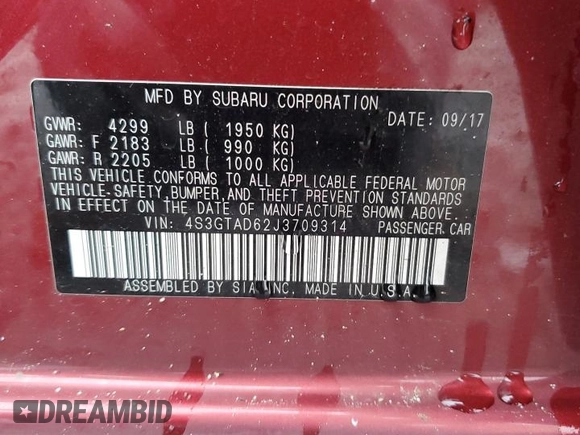 MFD BY SUBARU CORPORATION
GVWR: 4299 LB ( 1950 KG) DATE: 09/17
GAWR: F 2183 LB ( 990 KG)
GAWR: R 2205 LB ( 1000 KG)
THIS VEHICLE CONFORMS TO ALL APPLICABLE FEDERAL MOTOR
VEHICLE-SAFETY, BUMPER, AND THEFT PREVENTION STANDARDS
IN EFFECT ON THE DATE OF MANUFACTURE SHOWN ABOVE.
VIN: 4S3GTAD62J3709314 PASSENGER CAR
ASSEMBLED BY SIA, INC. MADE IN U.S.A.
DREAMBID